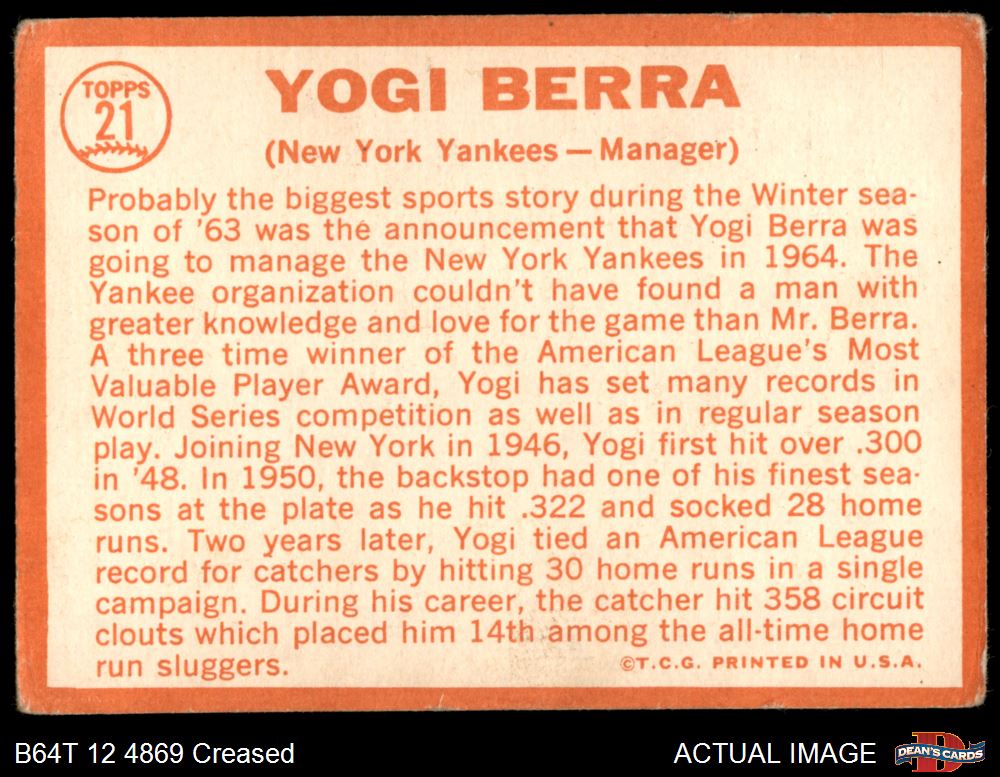 TOPPS
21
YOGI BERRA
(New York Yankees — Manager)
Probably the biggest sports story during the Winter sea-
son of '63 was the announcement that Yogi Berra was
going to manage the New York Yankees in 1964. The
Yankee organization couldn't have found a man with
greater knowledge and love for the game than Mr. Berra.
A three time winner of the American League's Most
Valuable Player Award, Yogi has set many records in
World Series competition as well as in regular season
play. Joining New York in 1946, Yogi first hit over .300
in '48. In 1950, the backstop had one of his finest sea-
sons at the plate as he hit .322 and socked 28 home
runs. Two years later, Yogi tied an American League
record for catchers by hitting 30 home runs in a single
campaign. During his career, the catcher hit 358 circuit
clouts which placed him 14th among the all-time home
run sluggers.
©T.C.G. PRINTED IN U.S.A.
B64T 12 4869 Creased
ACTUAL IMAGE
DEAN'S CARDS